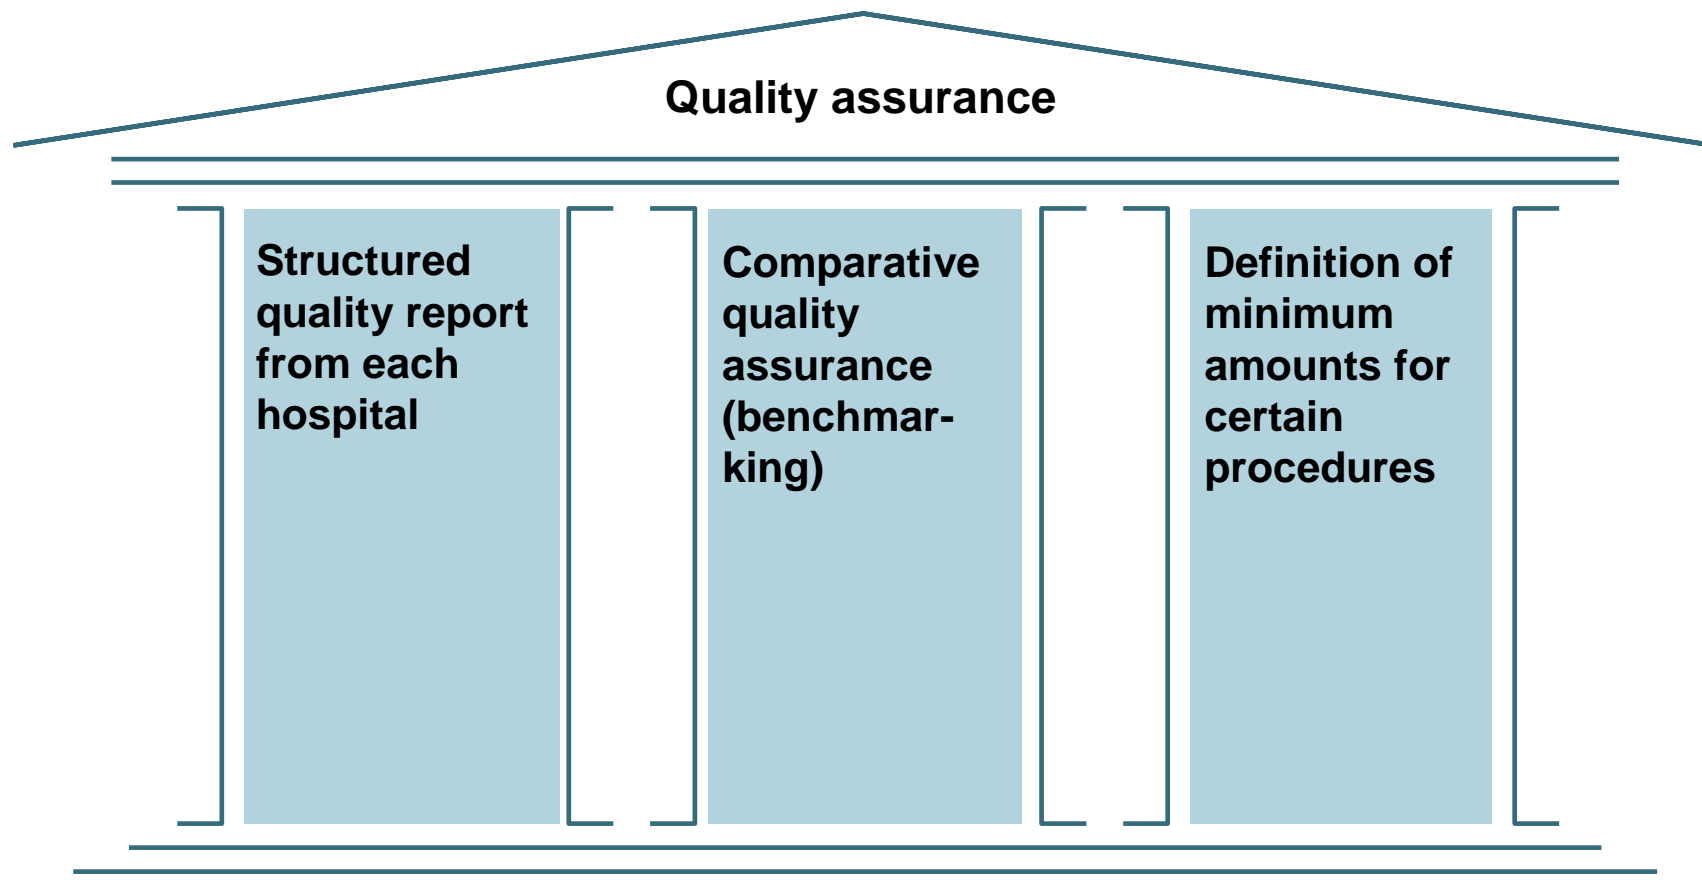 Quality assurance
Structured
quality report
from each
hospital
Comparative
quality
assurance
(benchmar-
king)
Definition of
minimum
amounts for
certain
procedures